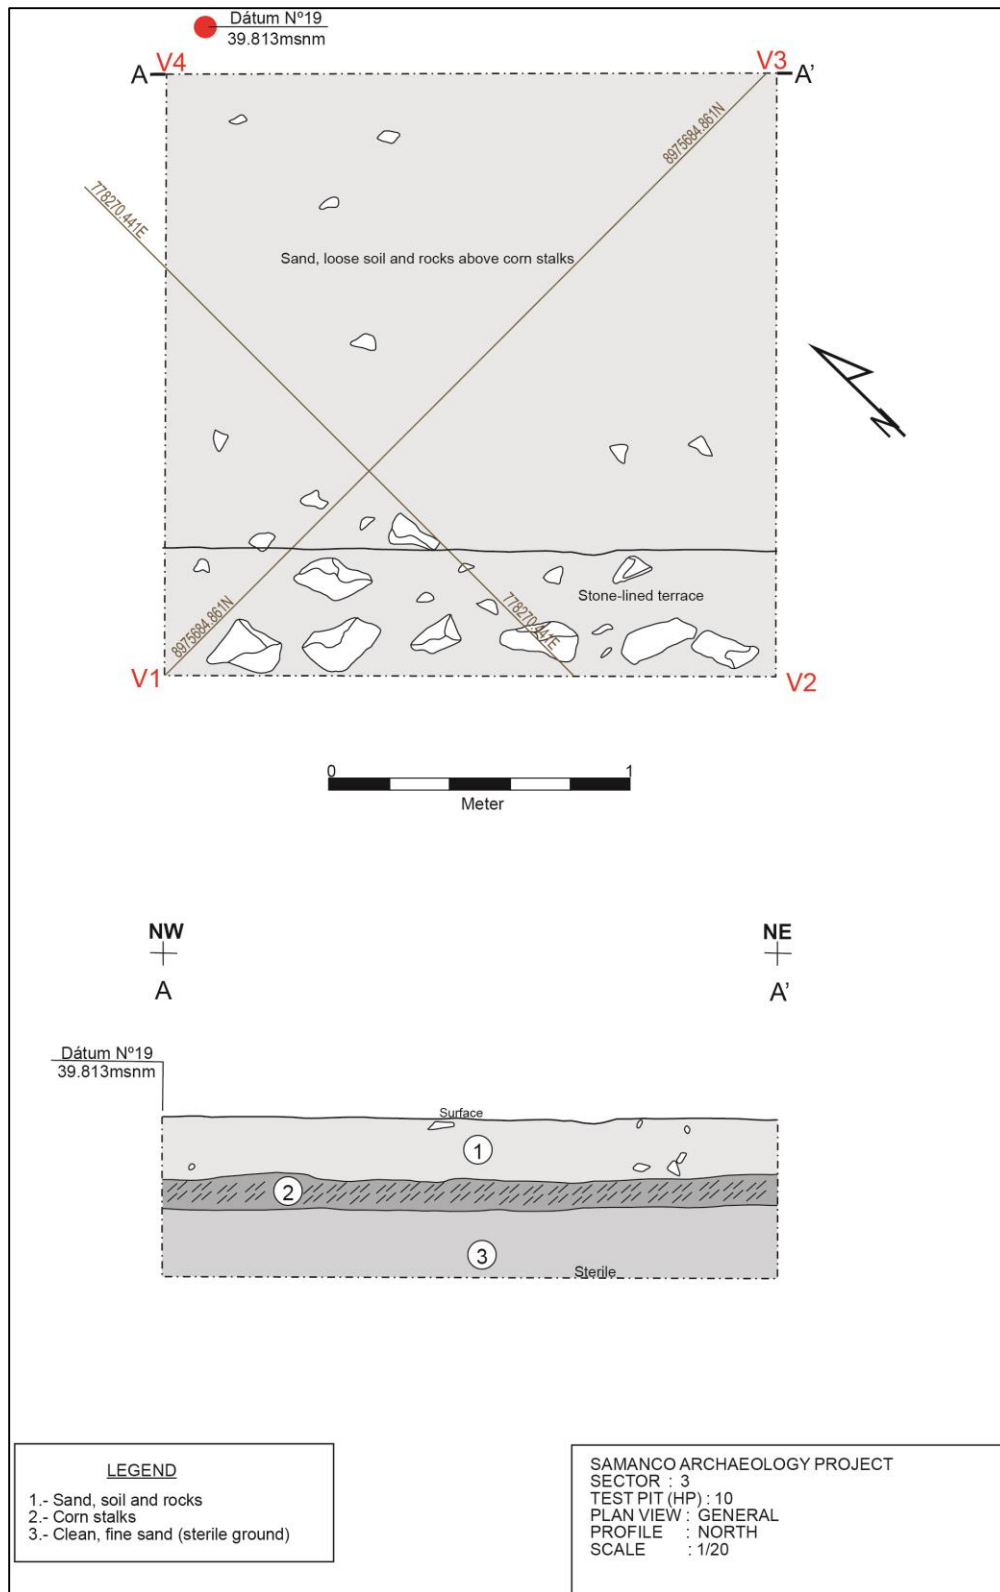 Dátum Nº19
39.813msnm
V4
V3
A
A'
8975684.861N
778270.441E
Sand, loose soil and rocks above corn stalks
N
Stone-lined terrace
778270.441E
8975684.861N
V1
V2
0
1
Meter
NW
NE
A
A'
Dátum Nº19
39.813msnm
Surface
1
2
3
Sterile
LEGEND
1.- Sand, soil and rocks
2.- Corn stalks
3.- Clean, fine sand (sterile ground)
SAMANCO ARCHAEOLOGY PROJECT
SECTOR : 3
TEST PIT (HP) : 10
PLAN VIEW : GENERAL
PROFILE : NORTH
SCALE : 1/20